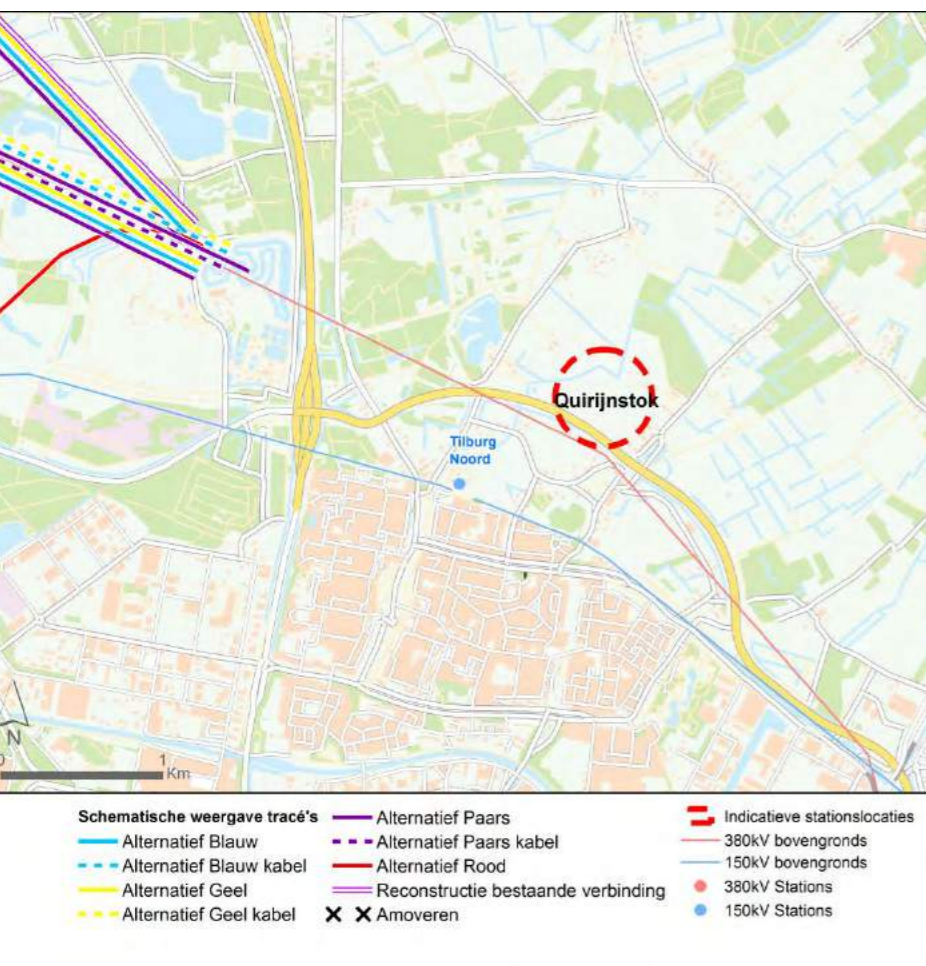 Quirijnstok
Tilburg
Noord
N
0 1
Km
Schematische weergave tracé's
Alternatief Blauw
Alternatief Blauw kabel
Alternatief Geel
Alternatief Geel kabel
Alternatief Paars
Alternatief Paars kabel
Alternatief Rood
Reconstructie bestaande verbinding
Amoveren
Indicatieve stationslocaties
380kV bovengronds
150kV bovengronds
380kV Stations
150kV Stations